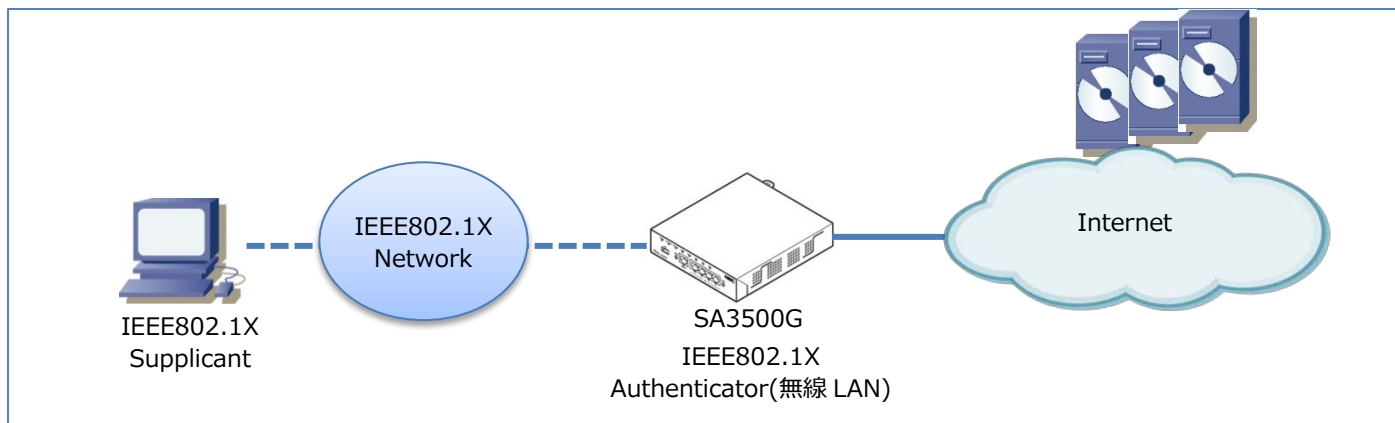 IEEE802.1X
Supplicant
IEEE802.1X
Network
SA3500G
IEEE802.1X
Authenticator(無線 LAN)
Internet